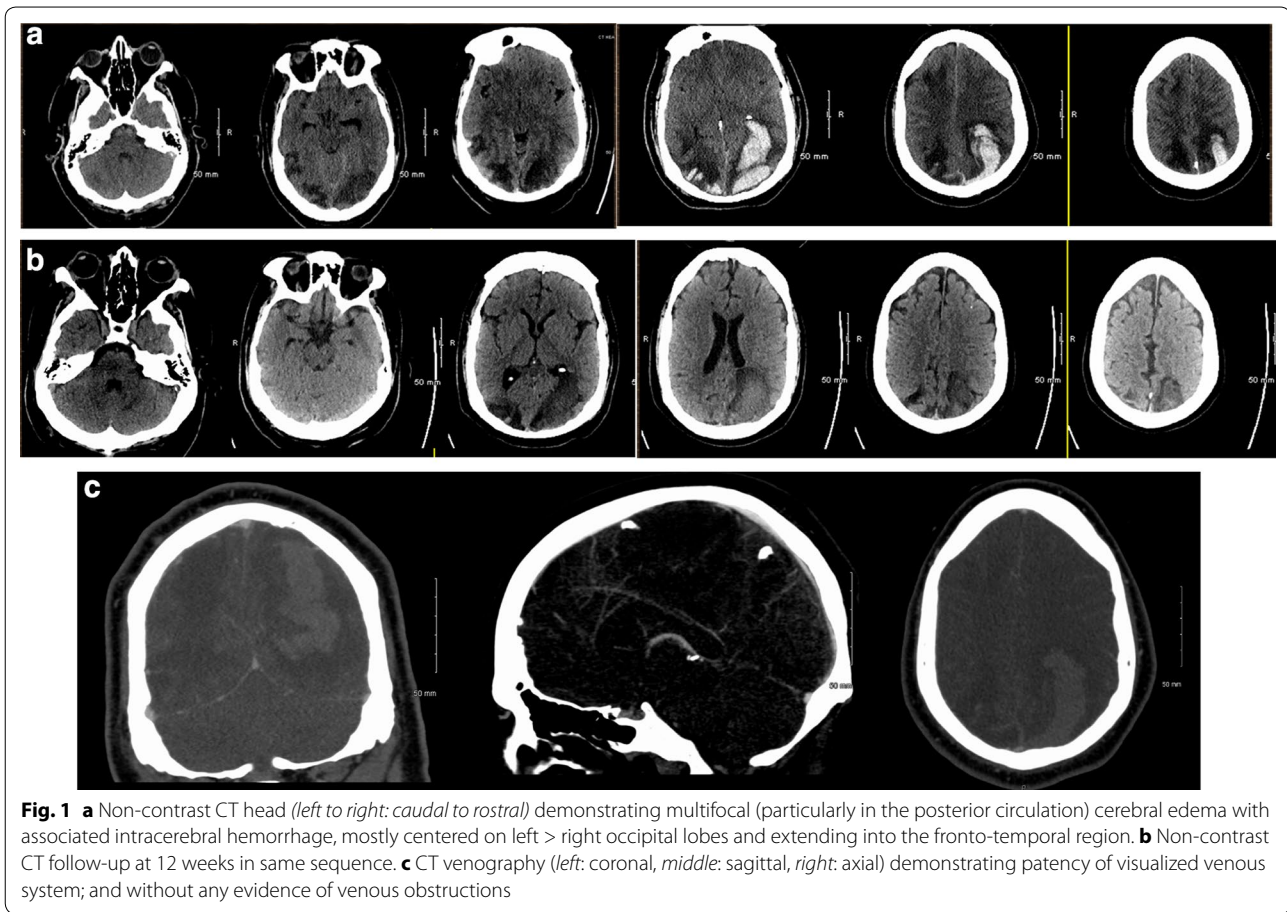 a
CT HEA
R
50 mm
R
50 mm
R
50
R
50 mm
R
50 mm
R
b
R
50 mm
R
50 mm
R
R
50 mm
R
50 mm
R
50 mm
c
50 mm
50 mm
50 mm
Fig. 1 a Non-contrast CT head (left to right: caudal to rostral) demonstrating multifocal (particularly in the posterior circulation) cerebral edema with
associated intracerebral hemorrhage, mostly centered on left > right occipital lobes and extending into the fronto-temporal region. b Non-contrast
CT follow-up at 12 weeks in same sequence. c CT venography (left: coronal, middle: sagittal, right: axial) demonstrating patency of visualized venous
system; and without any evidence of venous obstructions